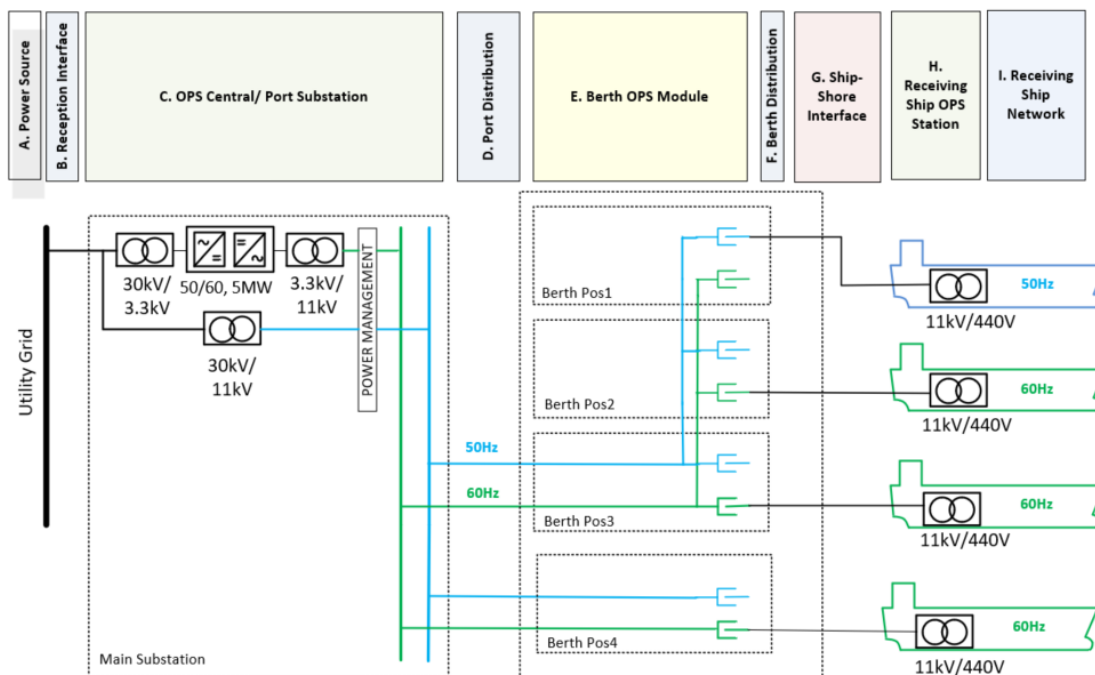 A. Power Source
B. Reception Interface
C. OPS Central/ Port Substation
D. Port Distribution
E. Berth OPS Module
F. Berth Distribution
G. Ship-
Shore
Interface
H.
Receiving
Ship OPS
Station
I. Receiving
Ship
Network
Utility Grid
30kV/
3.3kV
50/60, 5MW
3.3kV/
11kV
30kV/
11kV
POWER MANAGEMENT
Main Substation
50Hz
60Hz
Berth Pos1
Berth Pos2
Berth Pos3
Berth Pos4
50Hz
11kV/440V
60Hz
11kV/440V
60Hz
11kV/440V
60Hz
11kV/440V